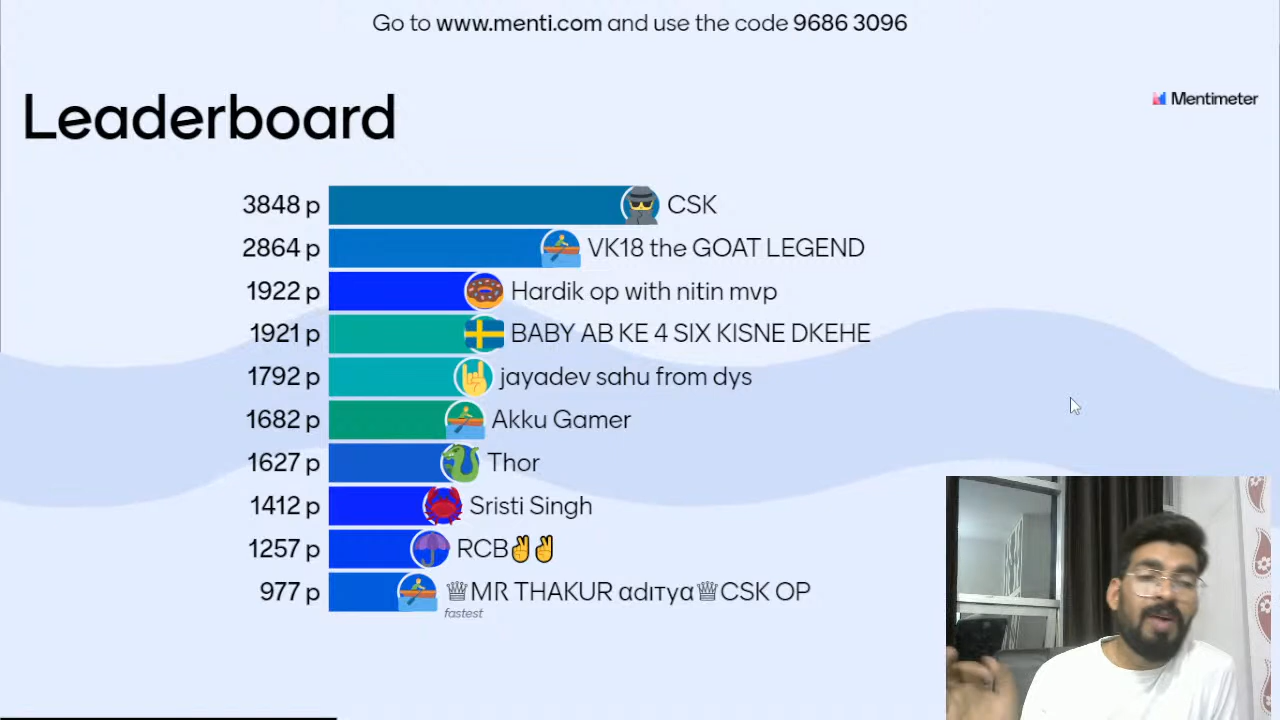 Go to www.menti.com and use the code 9686 3096
Leaderboard
Mentimeter
3848 p CSK
2864 p VK18 the GOAT LEGEND
1922 p Hardik op with nitin mvp
1921 p BABY AB KE 4 SIX KISNE DKEHE
1792 p jayadev sahu from dys
1682 p Akku Gamer
1627 p Thor
1412 p Sristi Singh
1257 p RCB✌✌
977 p ♕MR THAKUR αdιтyα♕CSK OP
fastest